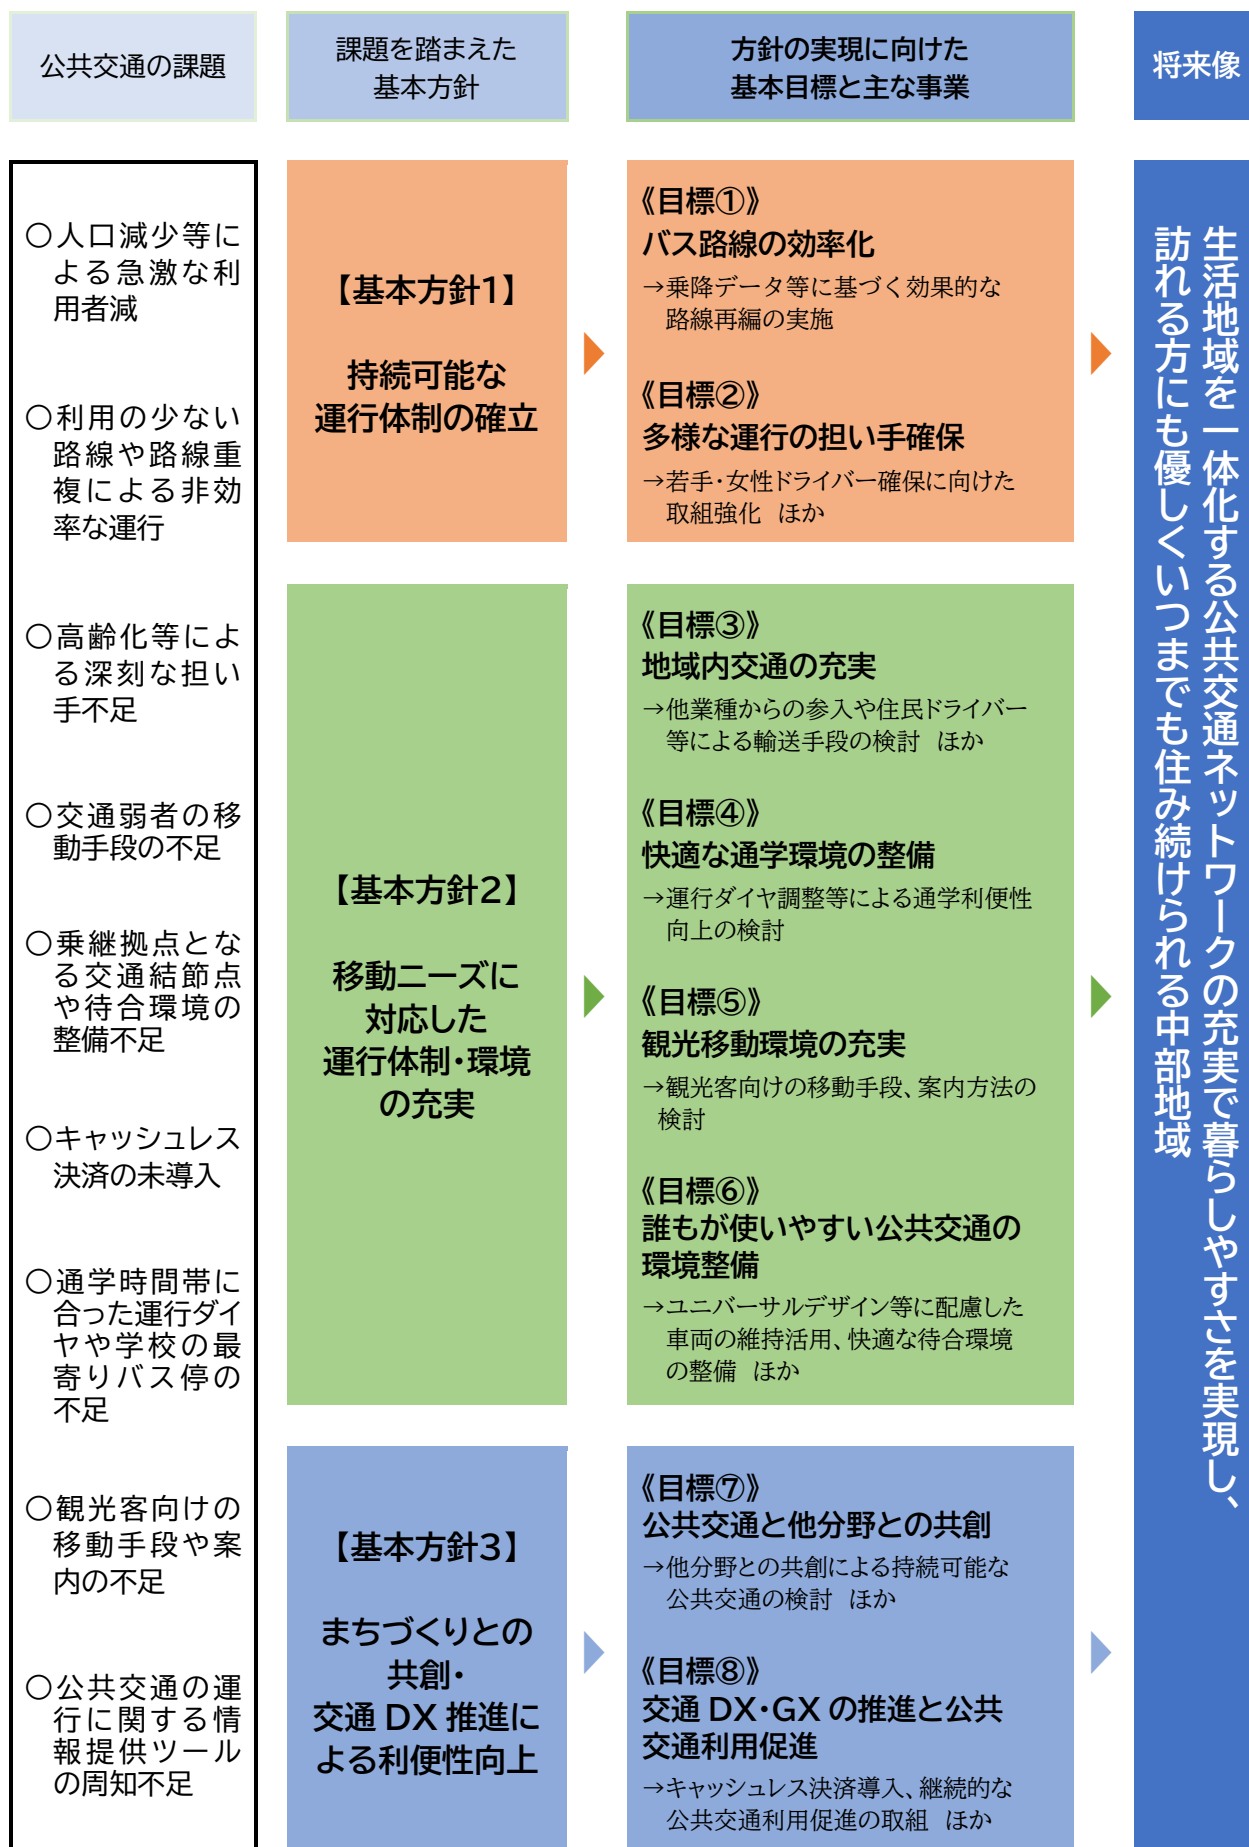 公共交通の課題
課題を踏まえた
基本方針
方針の実現に向けた
基本目標と主な事業
将来像
〇人口減少等に
よる急激な利
用者減
〇利用の少ない
路線や路線重
複による非効
率な運行
〇高齢化等によ
る深刻な担い
手不足
〇交通弱者の移
動手段の不足
〇乗継拠点とな
る交通結節点
や待合環境の
整備不足
〇キャッシュレス
決済の未導入
〇通学時間帯に
合った運行ダイ
ヤや学校の最
寄りバス停の
不足
〇観光客向けの
移動手段や案
内の不足
〇公共交通の運
行に関する情
報提供ツール
の周知不足
【基本方針1】
持続可能な
運行体制の確立
《目標①》
バス路線の効率化
→乗降データ等に基づく効果的な
路線再編の実施
《目標②》
多様な運行の担い手確保
→若手・女性ドライバー確保に向けた
取組強化 ほか
【基本方針2】
移動ニーズに
対応した
運行体制・環境
の充実
《目標③》
地域内交通の充実
→他業種からの参入や住民ドライバー
等による輸送手段の検討 ほか
《目標④》
快適な通学環境の整備
→運行ダイヤ調整等による通学利便性
向上の検討
《目標⑤》
観光移動環境の充実
→観光客向けの移動手段、案内方法の
検討
《目標⑥》
誰もが使いやすい公共交通の
環境整備
→ユニバーサルデザイン等に配慮した
車両の維持活用、快適な待合環境
の整備 ほか
【基本方針3】
まちづくりとの
共創・
交通 DX 推進に
よる利便性向上
《目標⑦》
公共交通と他分野との共創
→他分野との共創による持続可能な
公共交通の検討 ほか
《目標⑧》
交通 DX・GX の推進と公共
交通利用促進
→キャッシュレス決済導入、継続的な
公共交通利用促進の取組 ほか
生活地域を一体化する公共交通ネットワークの充実で暮らしやすさを実現し、
訪れる方にも優しくいつまでも住み続けられる中部地域